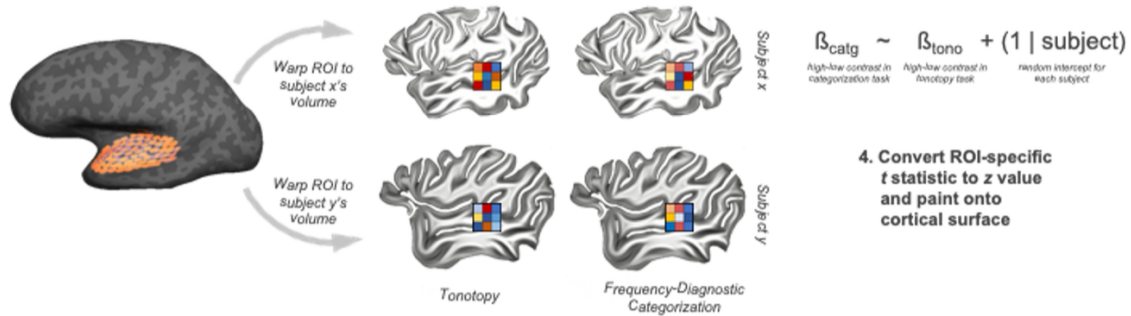 Warp ROI to
subject x's
volume
Warp ROI to
subject y's
volume
Subject x
Subject y
Tonotopy
Frequency-Diagnostic
Categorization
ßcatg ~ ßtono + (1 | subject)
high-low contrast in
categorization task
high-low contrast in
tonotopy task
random intercept for
each subject
4. Convert ROI-specific
t statistic to z value
and paint onto
cortical surface